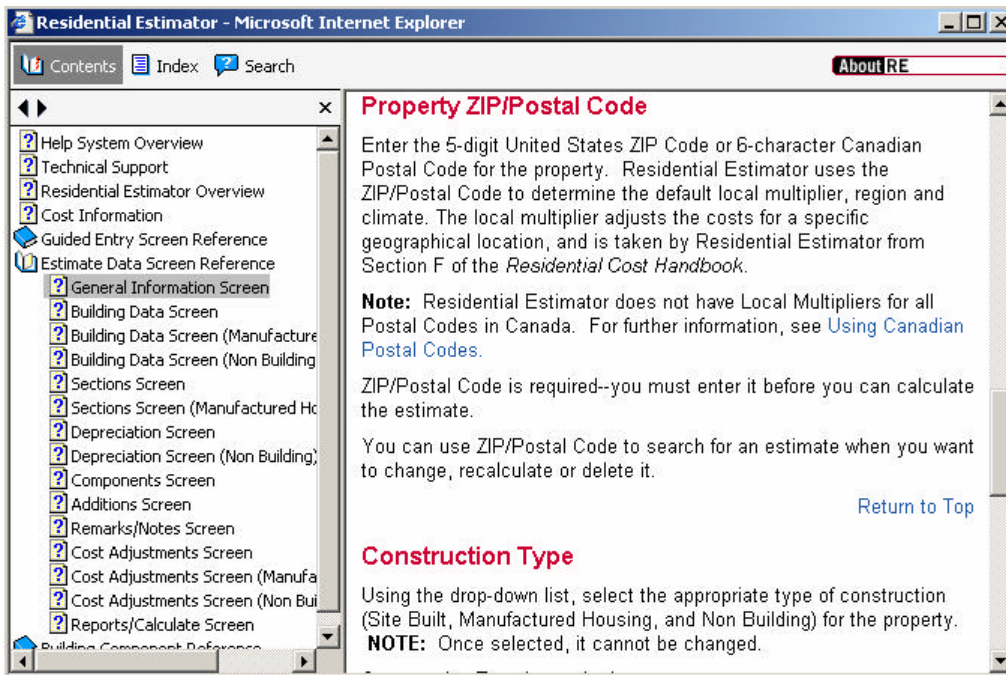 Residential Estimator - Microsoft Internet Explorer
Contents Index Search
About RE
Help System Overview
Technical Support
Residential Estimator Overview
Cost Information
Guided Entry Screen Reference
Estimate Data Screen Reference
General Information Screen
Building Data Screen
Building Data Screen (Manufacture
Building Data Screen (Non Building
Sections Screen
Sections Screen (Manufactured Ho
Depreciation Screen
Depreciation Screen (Non Building)
Components Screen
Additions Screen
Remarks/Notes Screen
Cost Adjustments Screen
Cost Adjustments Screen (Manufa
Cost Adjustments Screen (Non Bui
Reports/Calculate Screen
Building Component Reference
Property ZIP/Postal Code
Enter the 5-digit United States ZIP Code or 6-character Canadian
Postal Code for the property. Residential Estimator uses the
ZIP/Postal Code to determine the default local multiplier, region and
climate. The local multiplier adjusts the costs for a specific
geographical location, and is taken by Residential Estimator from
Section F of the Residential Cost Handbook.
Note: Residential Estimator does not have Local Multipliers for all
Postal Codes in Canada. For further information, see Using Canadian
Postal Codes.
ZIP/Postal Code is required--you must enter it before you can calculate
the estimate.
You can use ZIP/Postal Code to search for an estimate when you want
to change, recalculate or delete it.
Return to Top
Construction Type
Using the drop-down list, select the appropriate type of construction
(Site Built, Manufactured Housing, and Non Building) for the property.
NOTE: Once selected, it cannot be changed.